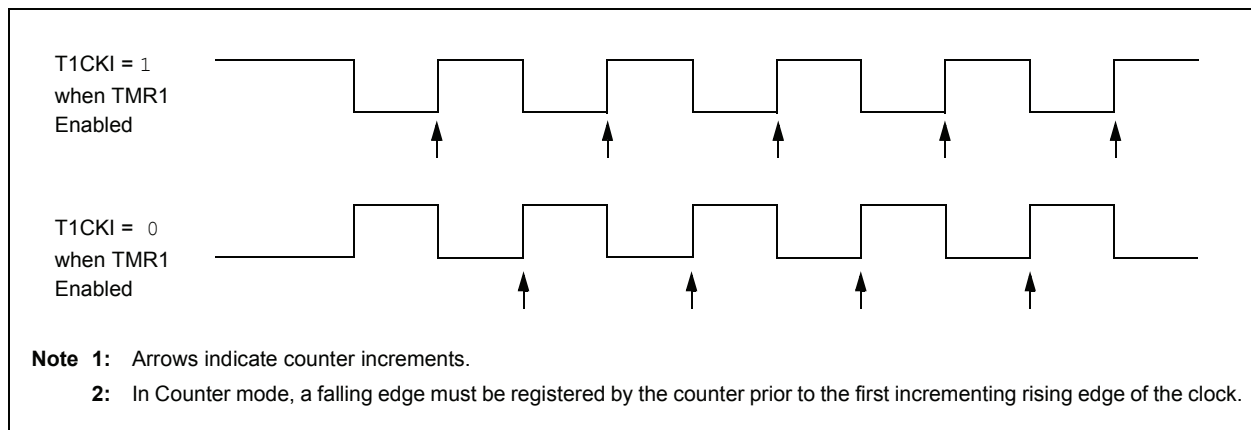 T1CKI = 1
when TMR1
Enabled
T1CKI = 0
when TMR1
Enabled
Note 1: Arrows indicate counter increments.
2: In Counter mode, a falling edge must be registered by the counter prior to the first incrementing rising edge of the clock.